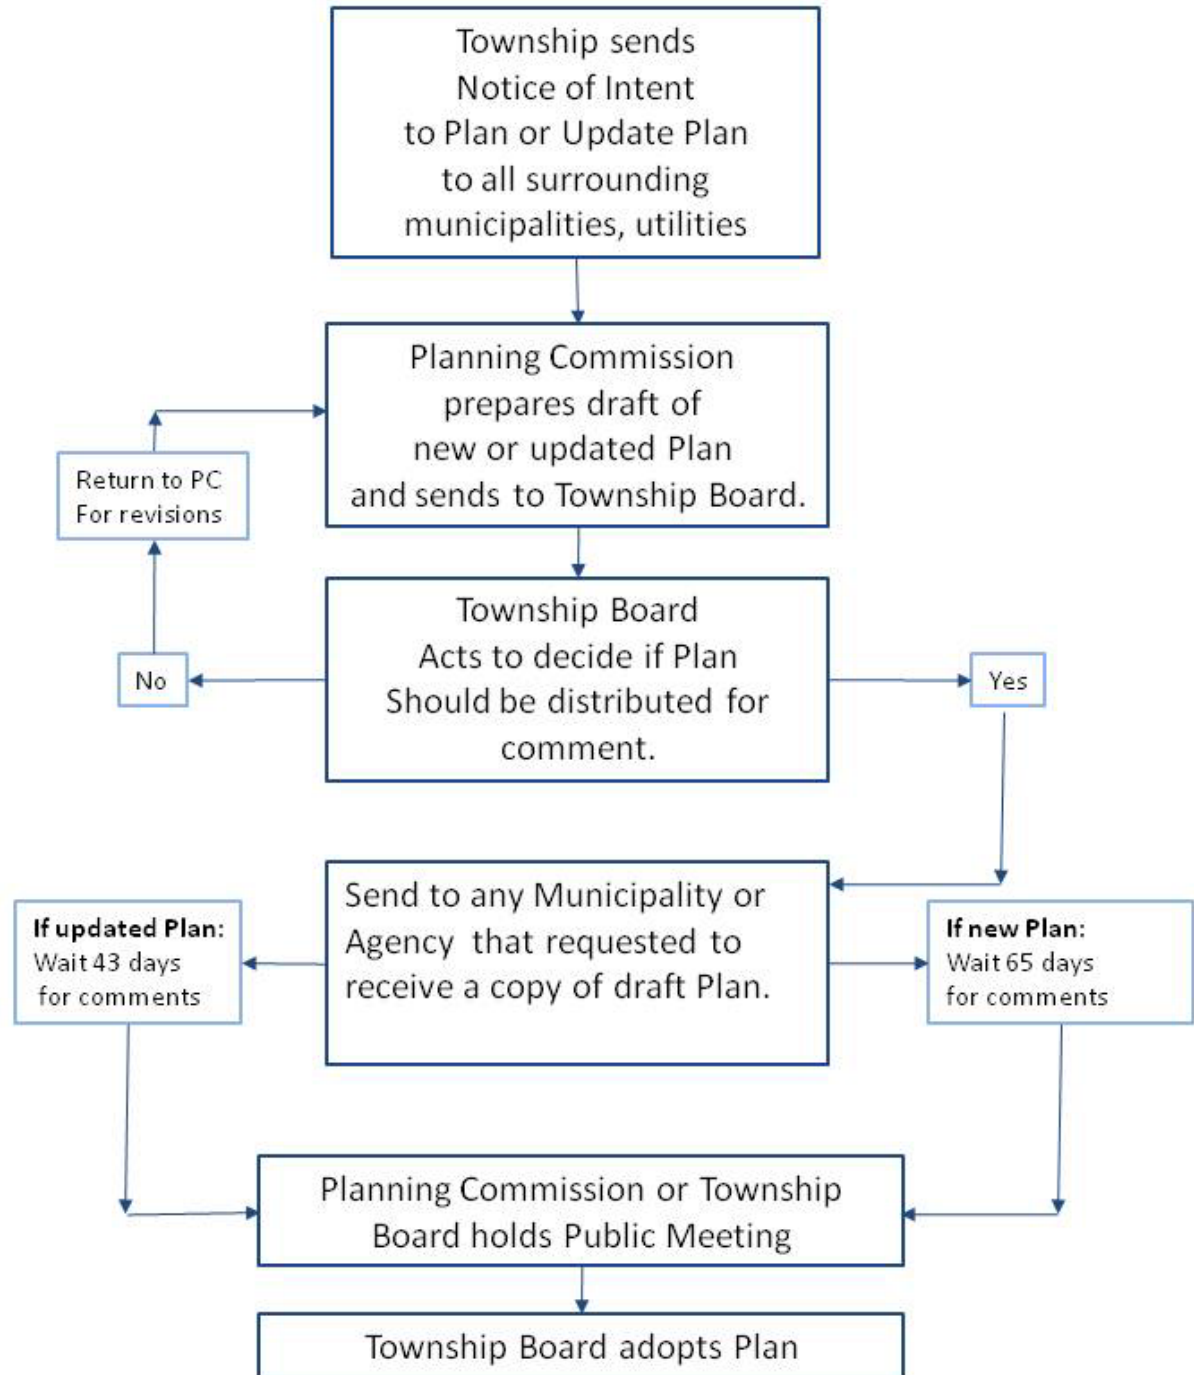 Township sends
Notice of Intent
to Plan or Update Plan
to all surrounding
municipalities, utilities
Planning Commission
prepares draft of
new or updated Plan
and sends to Township Board.
Return to PC
For revisions
Township Board
Acts to decide if Plan
Should be distributed for
comment.
No
Yes
Send to any Municipality or
Agency that requested to
receive a copy of draft Plan.
If updated Plan:
Wait 43 days
for comments
If new Plan:
Wait 65 days
for comments
Planning Commission or Township
Board holds Public Meeting
Township Board adopts Plan